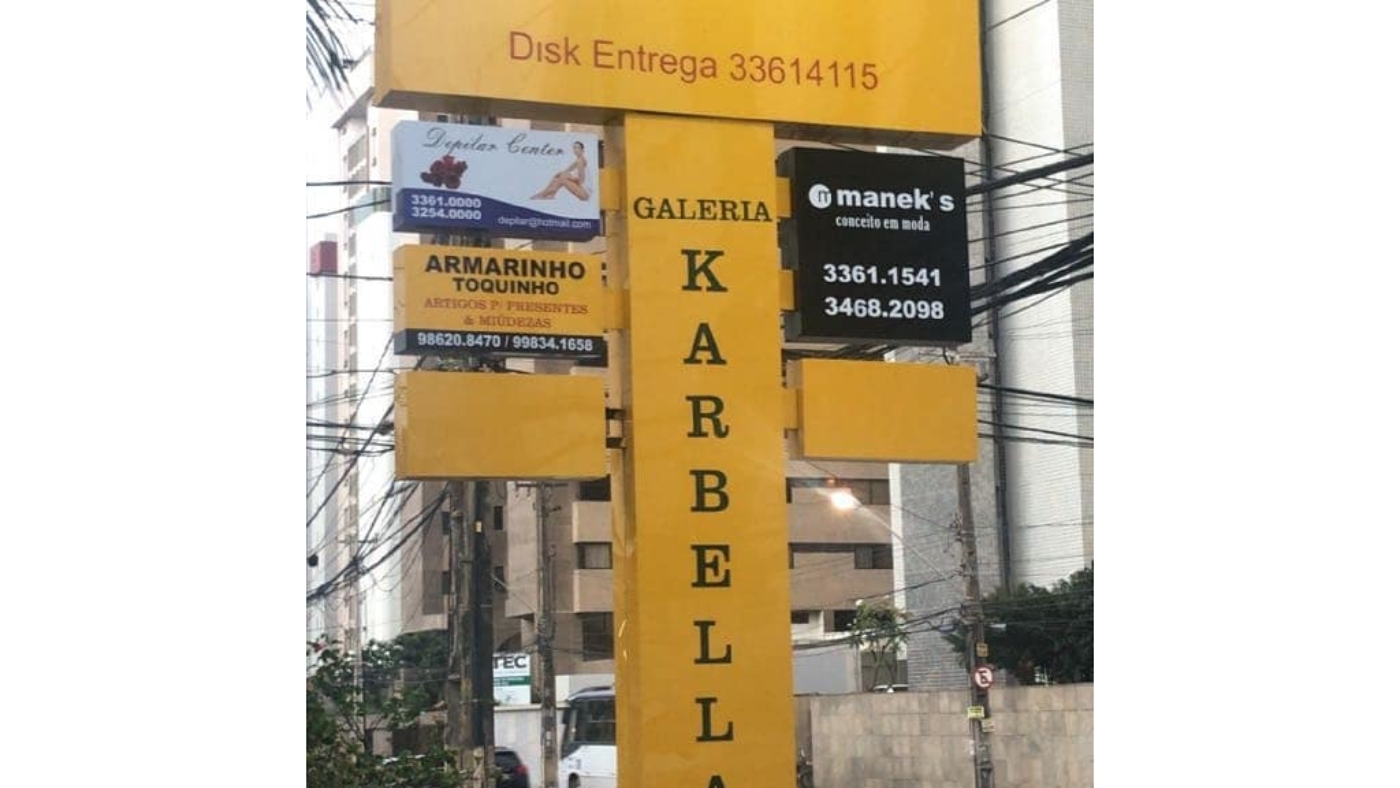 Disk Entrega 33614115
Depilar Center
3361.0000
3254.0000
depilar@hotmail.com
ARMARINHO
TOQUINHO
ARTIGOS P/ PRESENTES
& MIÚDEZAS
98620.8470 / 99834.1658
GALERIA
K
A
R
B
E
L
L
A
m manek's
conceito em moda
3361.1541
3468.2098
TEC